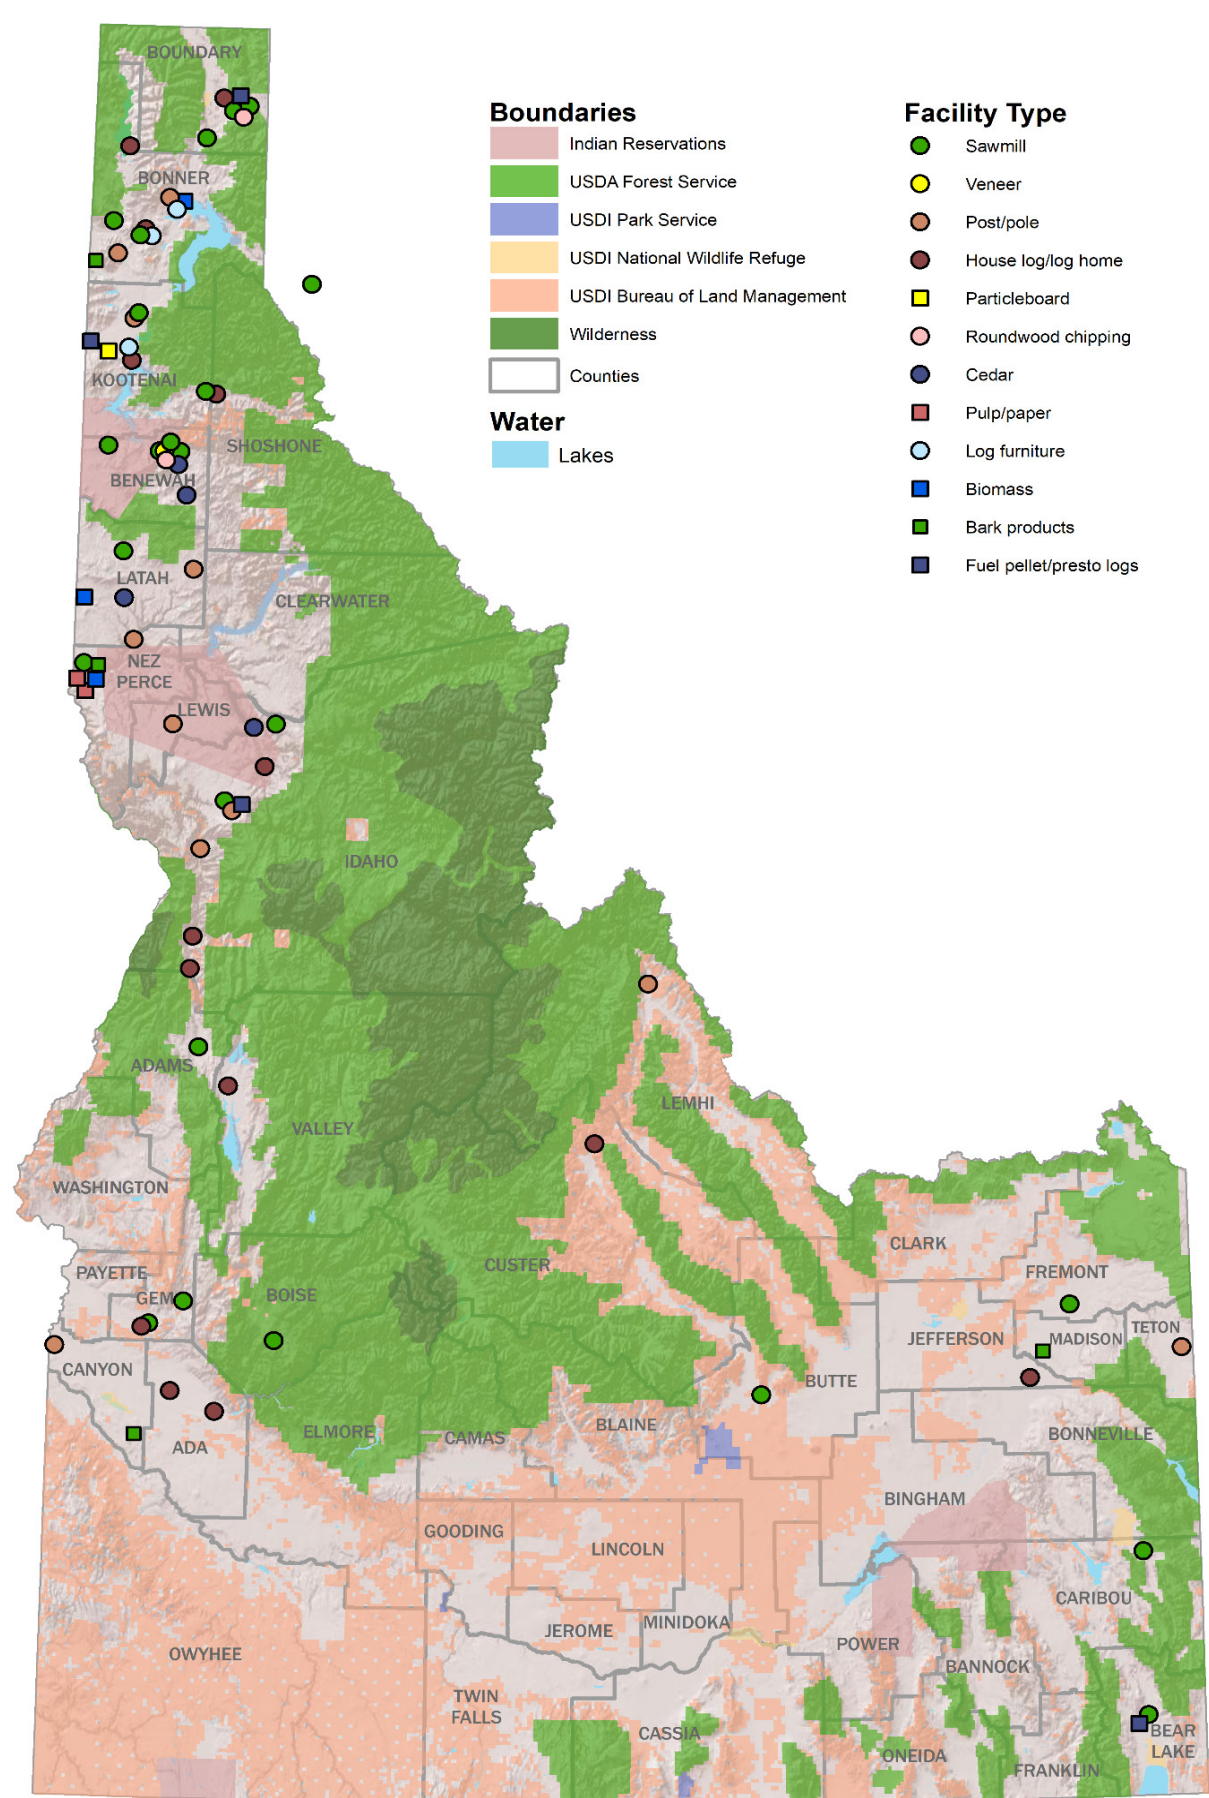 Boundaries
Indian Reservations
USDA Forest Service
USDI Park Service
USDI National Wildlife Refuge
USDI Bureau of Land Management
Wilderness
Counties
Water
Lakes
Facility Type
Sawmill
Veneer
Post/pole
House log/log home
Particleboard
Roundwood chipping
Cedar
Pulp/paper
Log furniture
Biomass
Bark products
Fuel pellet/presto logs
BOUNDARY
BONNER
KOOTENAI
SHOSHONE
BENEWAH
LATAH
CLEARWATER
NEZ
PERCE
LEWIS
IDAHO
ADAMS
LEMHI
VALLEY
WASHINGTON
CLARK
CUSTER
PAYETTE
FREMONT
GEM
BOISE
TETON
JEFFERSON
MADISON
CANYON
BUTTE
BLAINE
ELMORE
CAMAS
ADA
BONNEVILLE
BINGHAM
GOODING
LINCOLN
CARIBOU
MINIDOKA
JEROME
POWER
OWYHEE
BANNOCK
TWIN
FALLS
CASSIA
BEAR
LAKE
ONEIDA
FRANKLIN